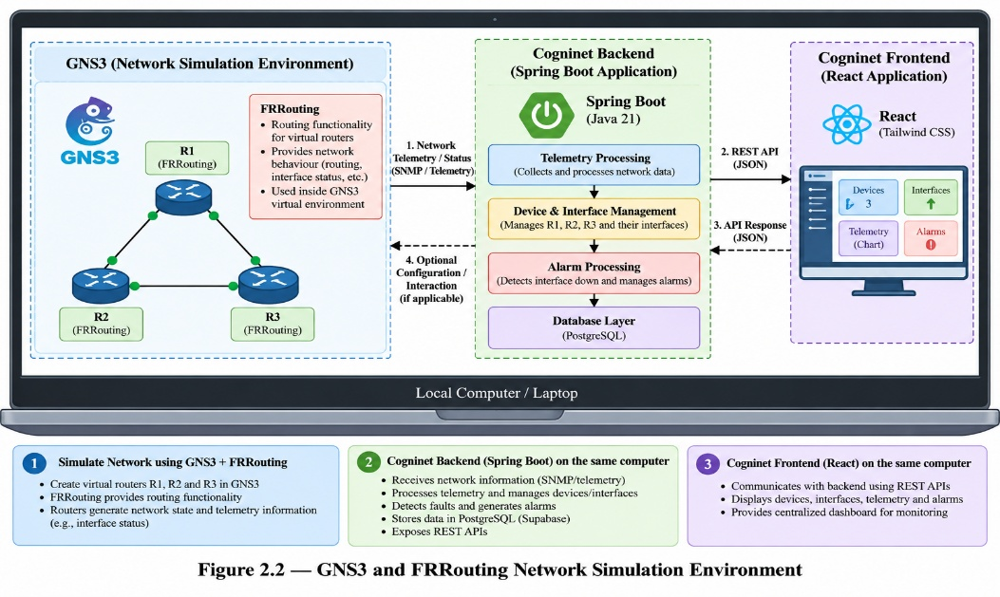 GNS3 (Network Simulation Environment)
GNS3
FRRouting
• Routing functionality
for virtual routers
• Provides network
behaviour (routing,
interface status, etc.)
• Used inside GNS3
virtual environment
R1
(FRRouting)
R2
(FRRouting)
R3
(FRRouting)
1. Network
Telemetry / Status
(SNMP / Telemetry)
4. Optional
Configuration /
Interaction
(if applicable)
Cogninet Backend
(Spring Boot Application)
Spring Boot
(Java 21)
Telemetry Processing
(Collects and processes network data)
Device & Interface Management
(Manages R1, R2, R3 and their interfaces)
Alarm Processing
(Detects interface down and manages alarms)
Database Layer
(PostgreSQL)
2. REST API
(JSON)
3. API Response
(JSON)
Cogninet Frontend
(React Application)
React
(Tailwind CSS)
Devices
3
Interfaces
Telemetry
(Chart)
Alarms
Local Computer / Laptop
1 Simulate Network using GNS3 + FRRouting
• Create virtual routers R1, R2 and R3 in GNS3
• FRRouting provides routing functionality
• Routers generate network state and telemetry information
(e.g., interface status)
2 Cogninet Backend (Spring Boot) on the same computer
• Receives network information (SNMP/telemetry)
• Processes telemetry and manages devices/interfaces
• Detects faults and generates alarms
• Stores data in PostgreSQL (Supabase)
• Exposes REST APIs
3 Cogninet Frontend (React) on the same computer
• Communicates with backend using REST APIs
• Displays devices, interfaces, telemetry and alarms
• Provides centralized dashboard for monitoring
Figure 2.2 — GNS3 and FRRouting Network Simulation Environment